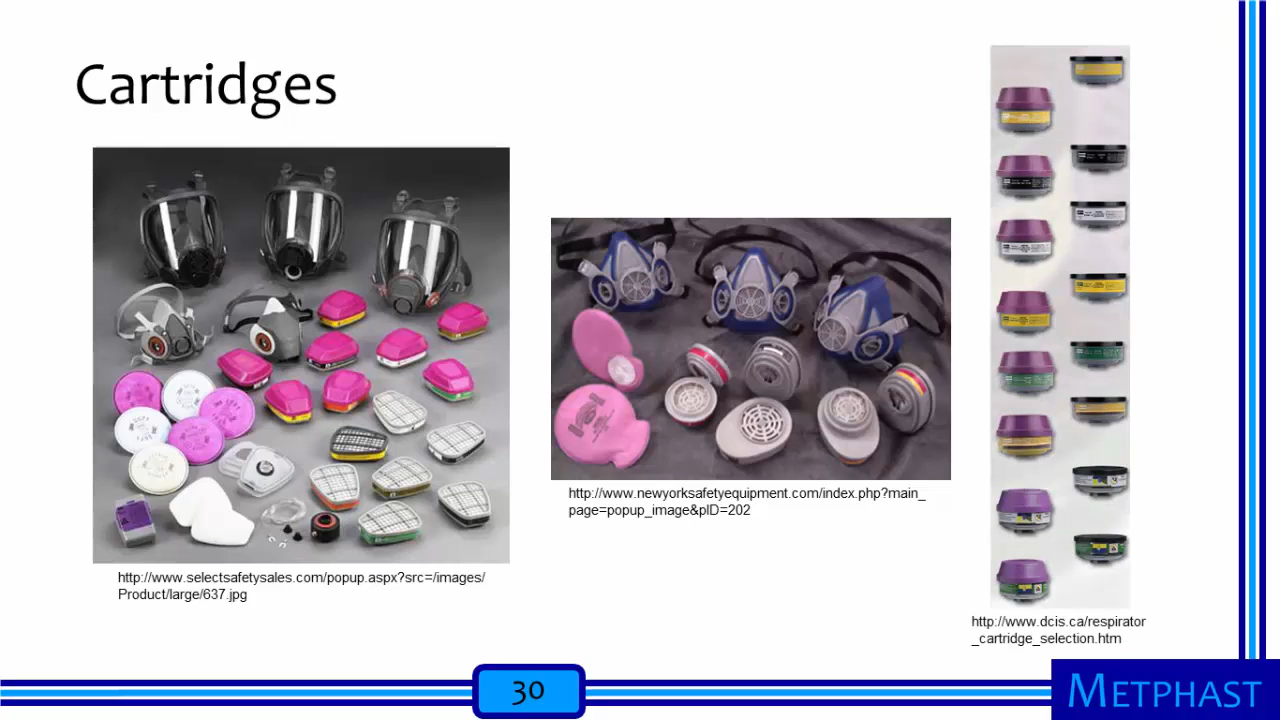 Cartridges
http://www.selectsafetysales.com/popup.aspx?src=/images/
Product/large/637.jpg
http://www.newyorksafetyequipment.com/index.php?main_
page=popup_image&pID=202
http://www.dcis.ca/respirator
_cartridge_selection.htm
30
METPHAST